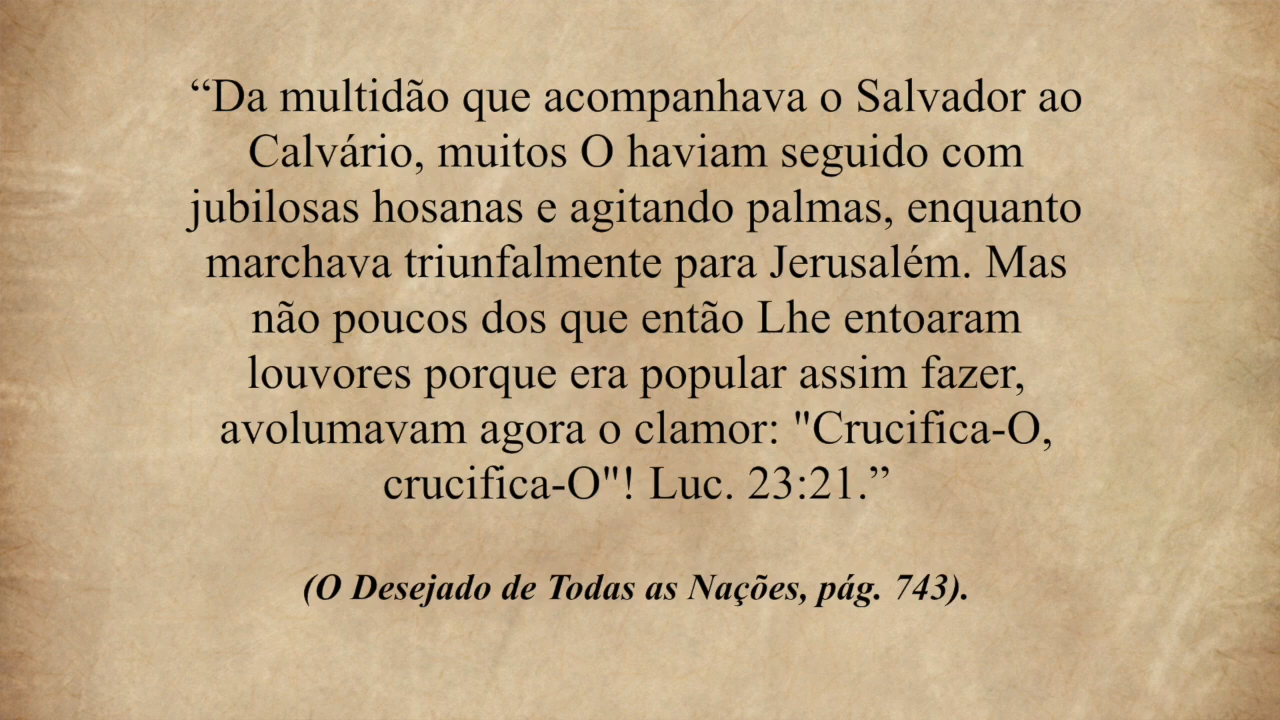 “Da multidão que acompanhava o Salvador ao
Calvário, muitos O haviam seguido com
jubilosas hosanas e agitando palmas, enquanto
marchava triunfalmente para Jerusalém. Mas
não poucos dos que então Lhe entoaram
louvores porque era popular assim fazer,
avolumavam agora o clamor: "Crucifica-O,
crucifica-O"! Luc. 23:21.”
(O Desejado de Todas as Nações, pág. 743).